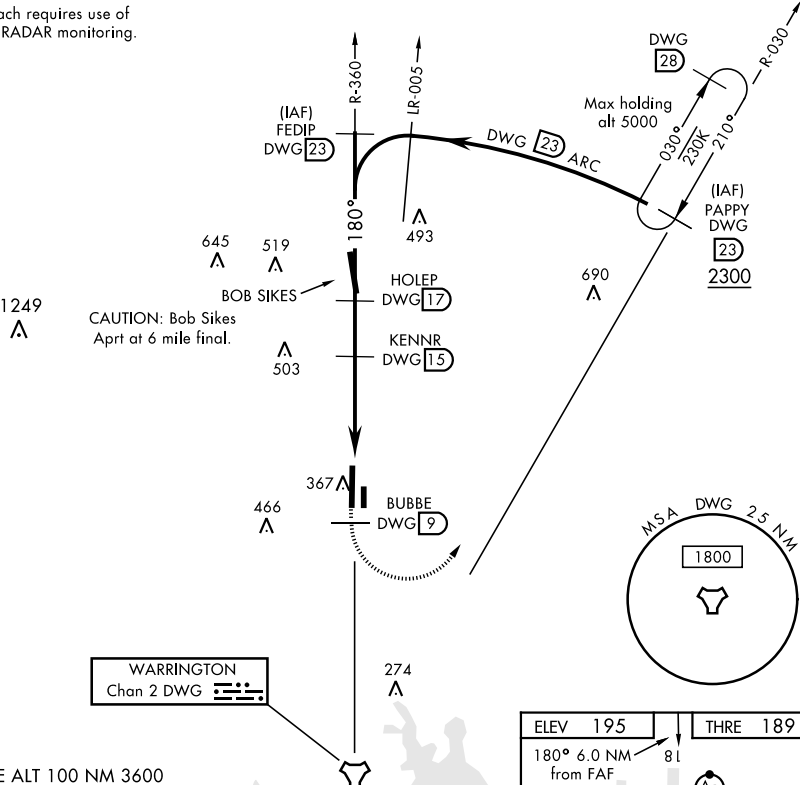 ach requires use of
RADAR monitoring.
R-360
LR-005
R-030
DWG
28
(IAF)
FEDIP
DWG 23
Max holding
alt 5000
DWG 23 ARC
030°
230K
210°
(IAF)
PAPPY
DWG
23
2300
180°
493
645
519
BOB SIKES
HOLEP
DWG 17
690
1249
CAUTION: Bob Sikes
Aprt at 6 mile final.
KENNR
DWG 15
503
367
BUBBE
DWG 9
466
MSA DWG 25 NM
1800
WARRINGTON
Chan 2 DWG
274
ELEV 195
THRE 189
180° 6.0 NM
from FAF
18
E ALT 100 NM 3600